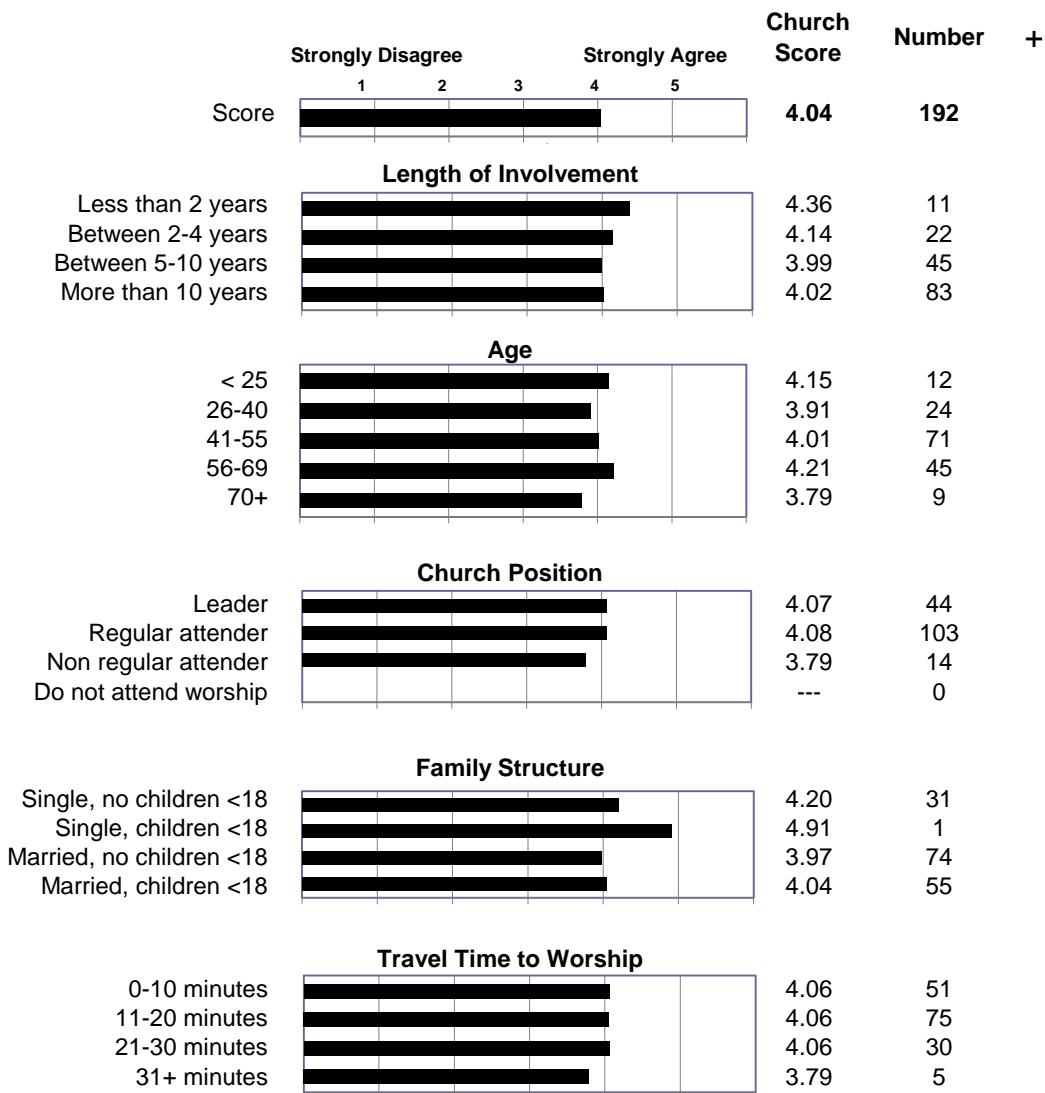 Church Score Number +
Strongly Disagree Strongly Agree
1 2 3 4 5
Score 4.04 192
Length of Involvement
Less than 2 years 4.36 11
Between 2-4 years 4.14 22
Between 5-10 years 3.99 45
More than 10 years 4.02 83
Age
< 25 4.15 12
26-40 3.91 24
41-55 4.01 71
56-69 4.21 45
70+ 3.79 9
Church Position
Leader 4.07 44
Regular attender 4.08 103
Non regular attender 3.79 14
Do not attend worship --- 0
Family Structure
Single, no children <18 4.20 31
Single, children <18 4.91 1
Married, no children <18 3.97 74
Married, children <18 4.04 55
Travel Time to Worship
0-10 minutes 4.06 51
11-20 minutes 4.06 75
21-30 minutes 4.06 30
31+ minutes 3.79 5